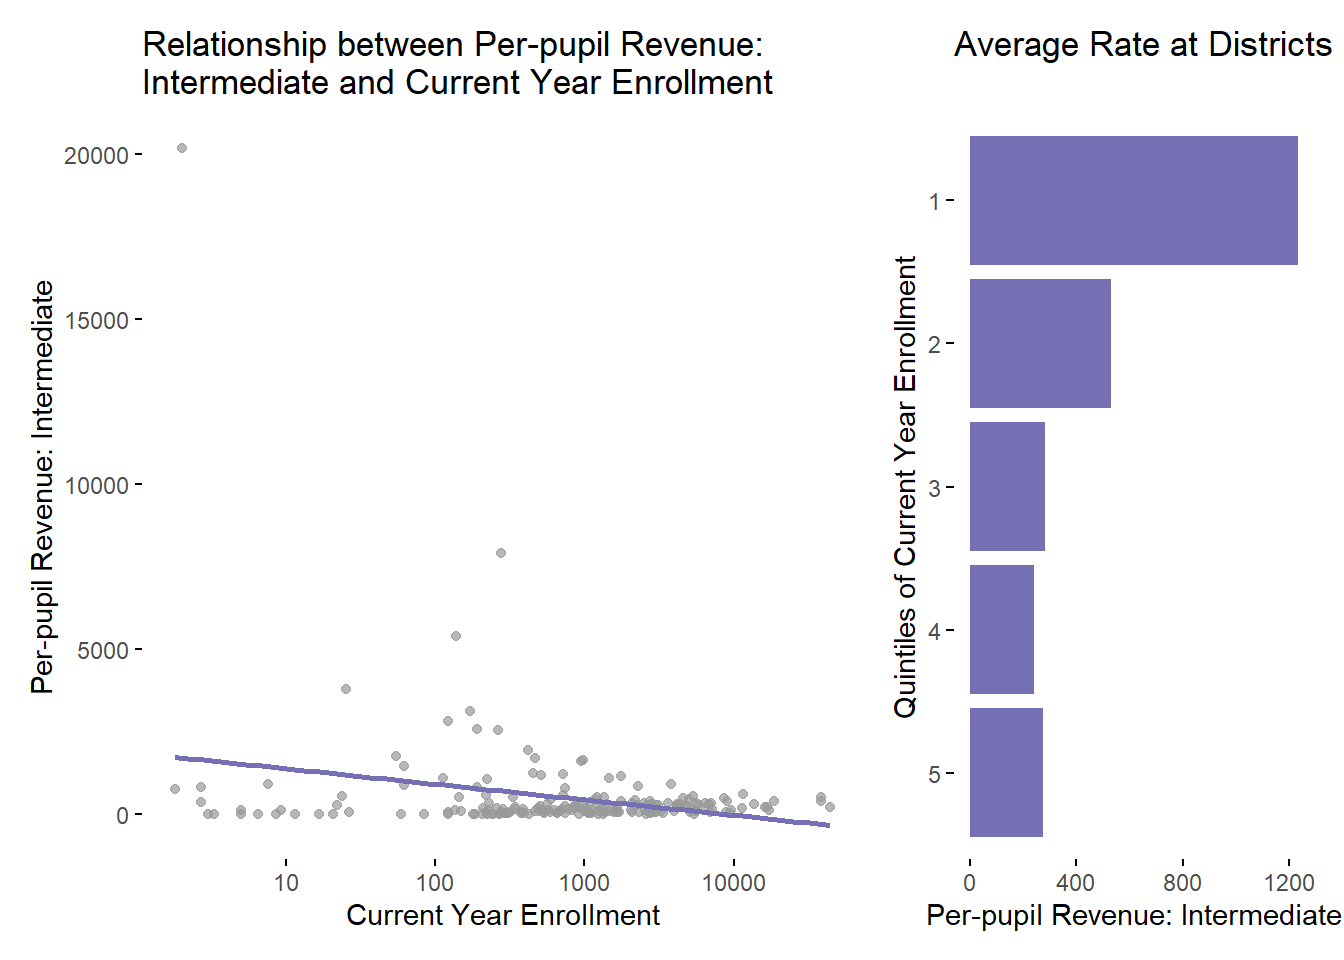 Relationship between Per-pupil Revenue:
Intermediate and Current Year Enrollment
20000
15000
10000
5000
0
Per-pupil Revenue: Intermediate
10
100
1000
10000
Current Year Enrollment
Average Rate at Districts
1
2
3
4
5
Quintiles of Current Year Enrollment
0
400
800
1200
Per-pupil Revenue: Intermediate